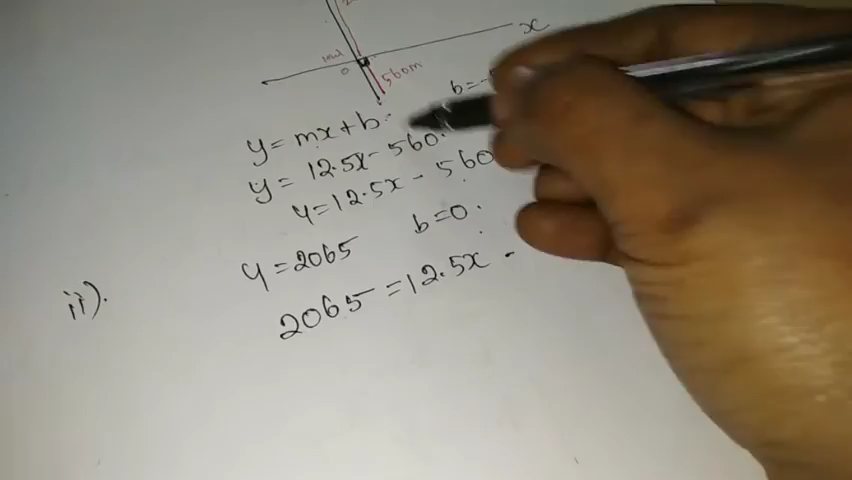 x
0
560m
b=-
y = mx+b
y = 12.5x- 560.
y=12.5x - 560
ii). y = 2065 b=0.
2065 = 12.5x -